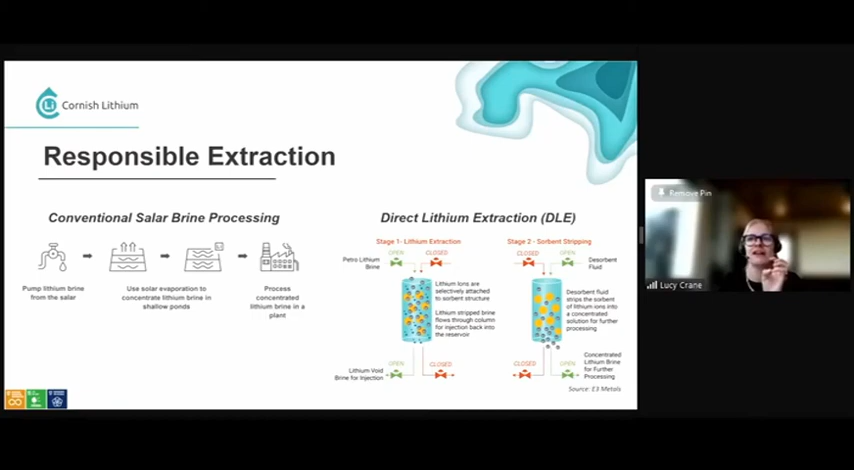 Li
Cornish Lithium
Responsible Extraction
Conventional Salar Brine Processing
Pump lithium brine
from the salar
Use solar evaporation to
concentrate lithium brine in
shallow ponds
Li
Process
concentrated
lithium brine in a
plant
Direct Lithium Extraction (DLE)
Stage 1- Lithium Extraction
OPEN
CLOSED
Petro Lithium
Brine
Lithium Ions are
selectively attached
to sorbent structure
Lithium stripped brine
flows through column
for injection back into
the reservoir
OPEN
CLOSED
Lithium Void
Brine for Injection
Stage 2 - Sorbent Stripping
CLOSED
OPEN
Desorbent
Fluid
Desorbent fluid
strips the sorbent
of lithium ions into
a concentrated
solution for further
processing
CLOSED
OPEN
Concentrated
Lithium Brine
for Further
Processing
Source: E3 Metals
Remove Pin
Lucy Crane